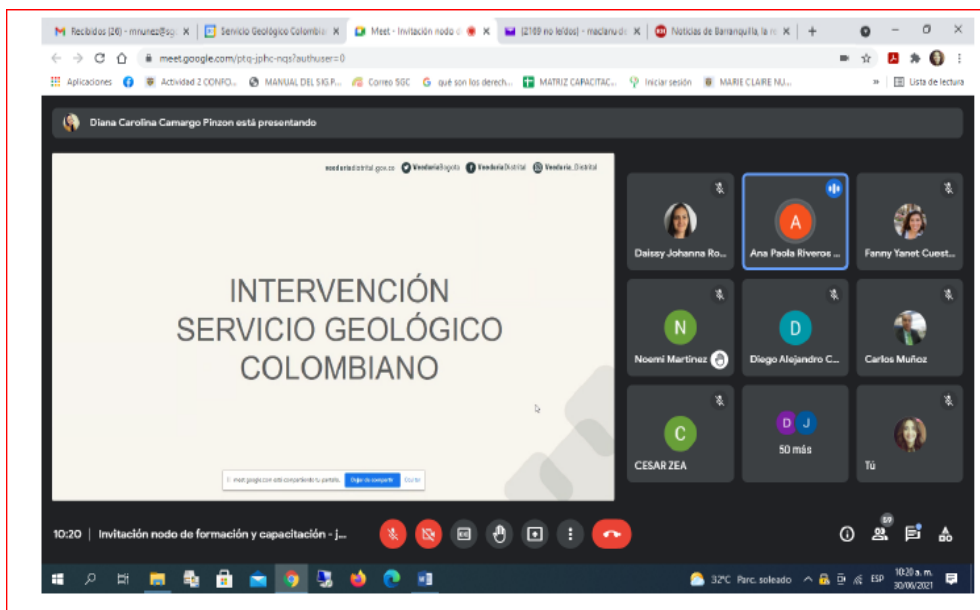 Recibidos (26) - mnunez@sg
Servicio Geológico Colombia
Meet - Invitación nodo d
(2169 no leídos) - maclanu
Noticias de Barranquilla, la
meet.google.com/ptq-jphc-nqs?authuser=0
Aplicaciones
Actividad 2 CONFO...
MANUAL DEL SIG.P...
Correo SGC
qué son los derech...
MATRIZ CAPACITAC...
Iniciar sesión
MARIE CLAIRE NU...
Lista de lectura
Diana Carolina Camargo Pinzon está presentando
veeduriadistrital.gov.co VeeduriaBogota VeeduriaDistrital Veeduria_Distrital
INTERVENCIÓN
SERVICIO GEOLÓGICO
COLOMBIANO
meet.google.com está compartiendo tu pantalla. Dejar de compartir Ocultar
Daissy Johanna Ro...
A
Ana Paola Riveros ...
Fanny Yanet Cuest...
N
Noemi Martinez
D
Diego Alejandro C...
Carlos Muñoz
C
CESAR ZEA
D J
50 más
Tú
10:20 | Invitación nodo de formación y capacitación - j...
59
32°C Parc. soleado
ESP
10:20 a. m.
30/06/2021